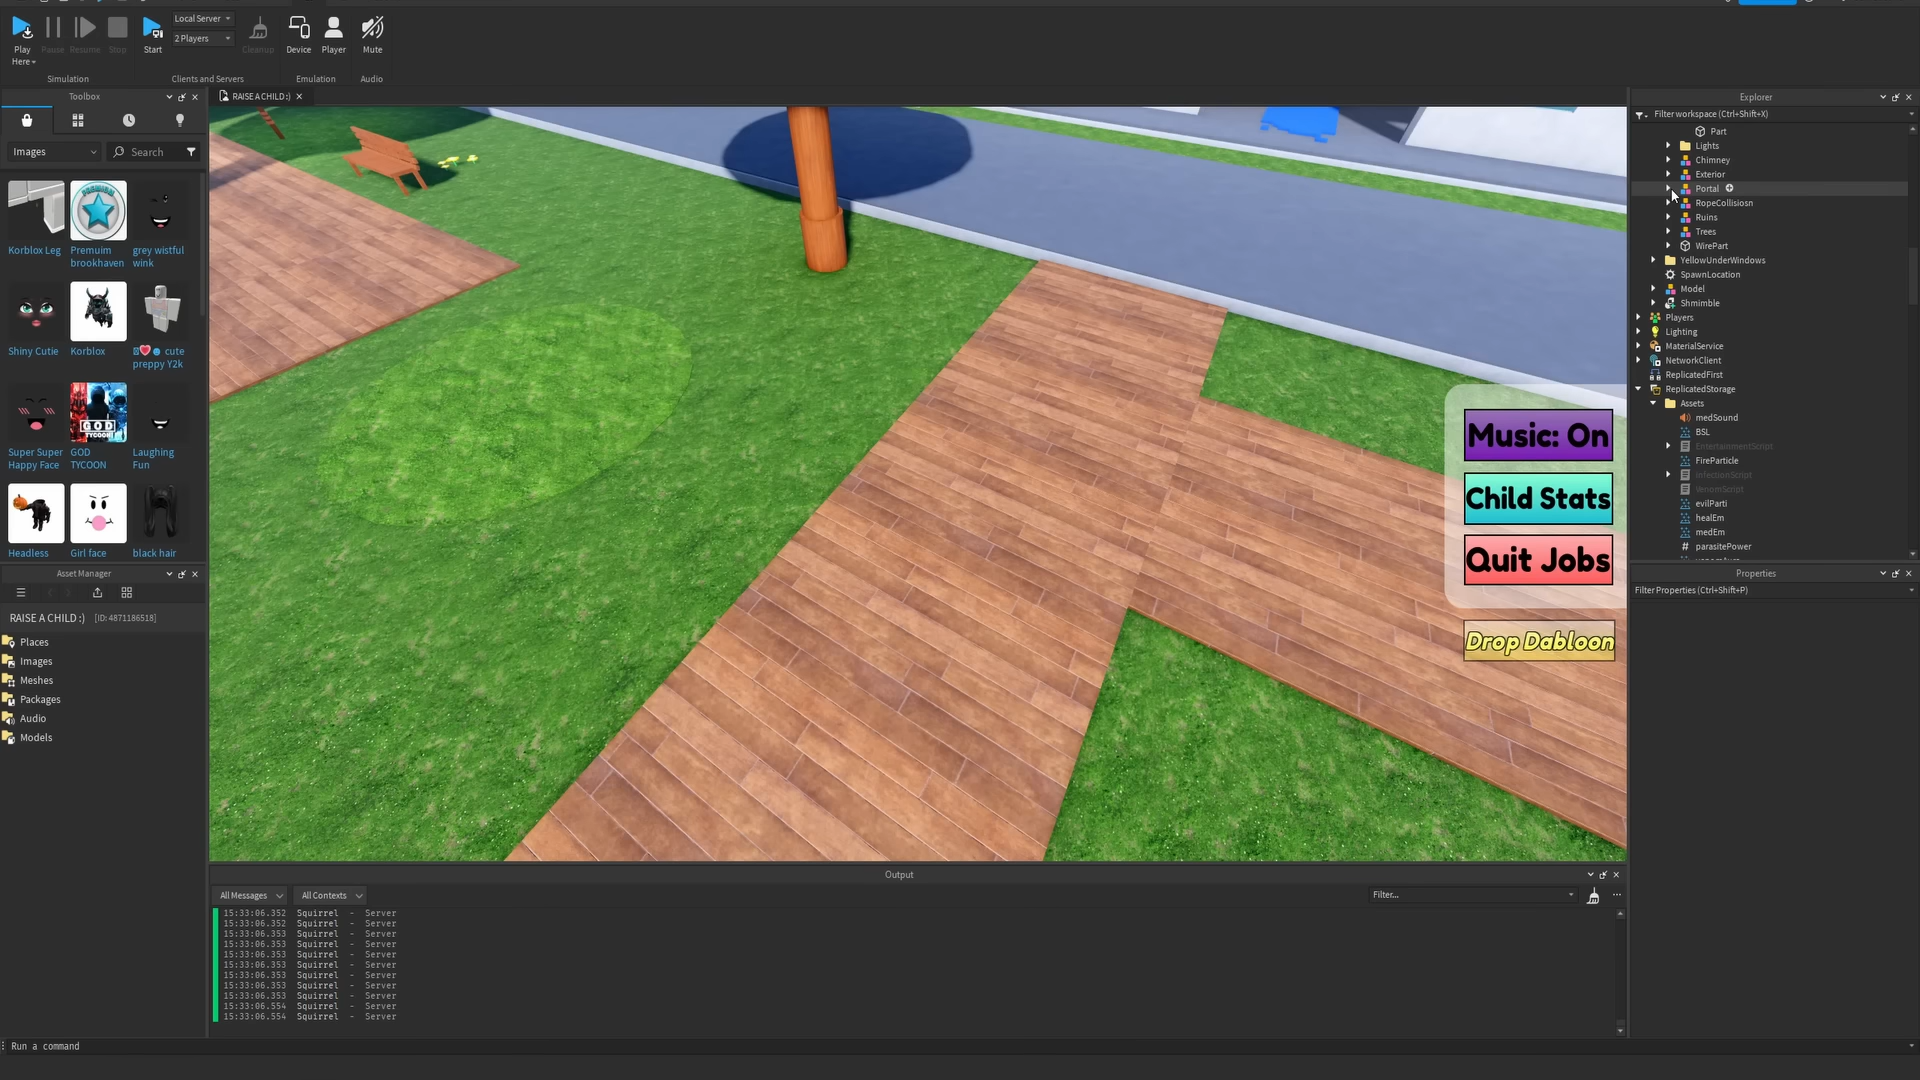 Play
Here
Pause
Resume
Stop
Start
Local Server
2 Players
Cleanup
Device
Player
Mute
Simulation
Clients and Servers
Emulation
Audio
Toolbox
Images
Search
Korblox Leg
Premuim
brookhaven
grey wistful
wink
Shiny Cutie
Korblox
cute
preppy Y2k
Super Super
Happy Face
GOD
TYCOON
Laughing
Fun
Headless
Girl face
black hair
Asset Manager
RAISE A CHILD :) [ID: 4871186518]
Places
Images
Meshes
Packages
Audio
Models
RAISE A CHILD :)
Music: On
Child Stats
Quit Jobs
Drop Dabloon
Output
All Messages
All Contexts
Filter...
15:33:06.352 Squirrel - Server
15:33:06.352 Squirrel - Server
15:33:06.353 Squirrel - Server
15:33:06.353 Squirrel - Server
15:33:06.353 Squirrel - Server
15:33:06.353 Squirrel - Server
15:33:06.353 Squirrel - Server
15:33:06.353 Squirrel - Server
15:33:06.353 Squirrel - Server
15:33:06.554 Squirrel - Server
15:33:06.554 Squirrel - Server
Run a command
Explorer
Filter workspace (Ctrl+Shift+X)
Part
Lights
Chimney
Exterior
Portal
RopeCollisiosn
Ruins
Trees
WirePart
YellowUnderWindows
SpawnLocation
Model
Shmimble
Players
Lighting
MaterialService
NetworkClient
ReplicatedFirst
ReplicatedStorage
Assets
medSound
BSL
EntertainmentScript
FireParticle
InfectionScript
VenomScript
evilParti
healEm
medEm
parasitePower
Properties
Filter Properties (Ctrl+Shift+P)